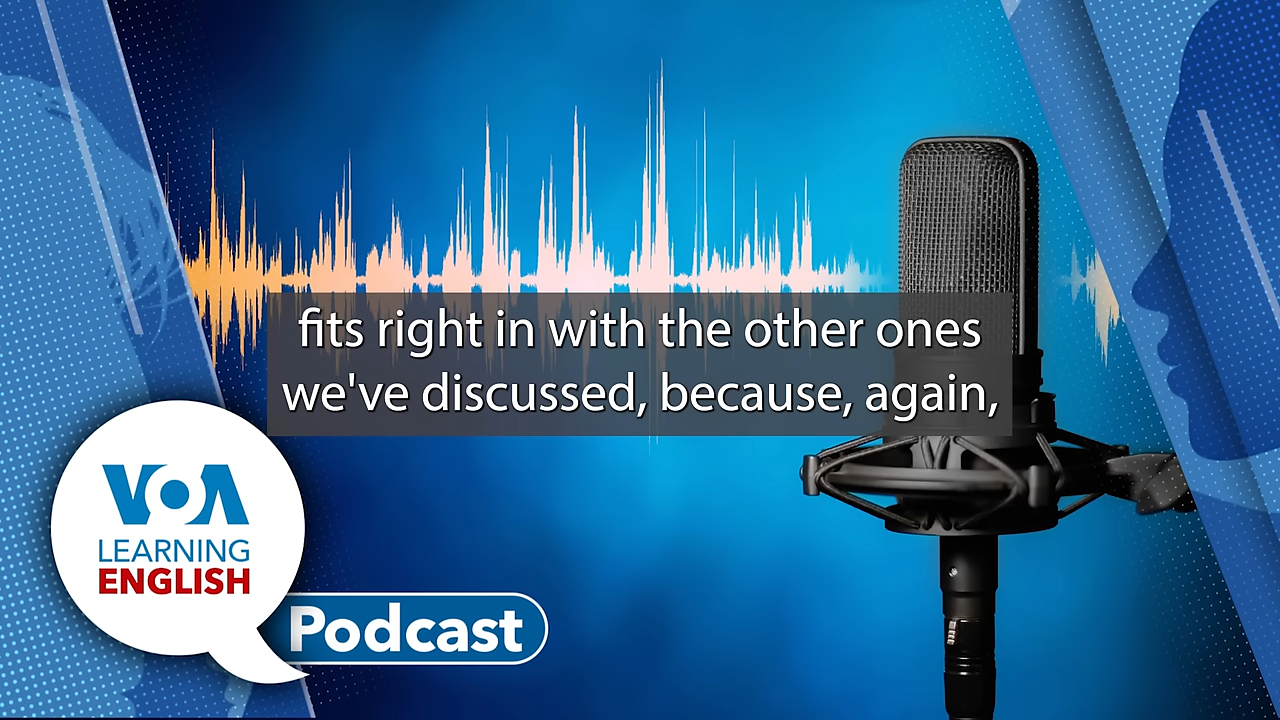 fits right in with the other ones
we've discussed, because, again,
VOA
LEARNING
ENGLISH
Podcast